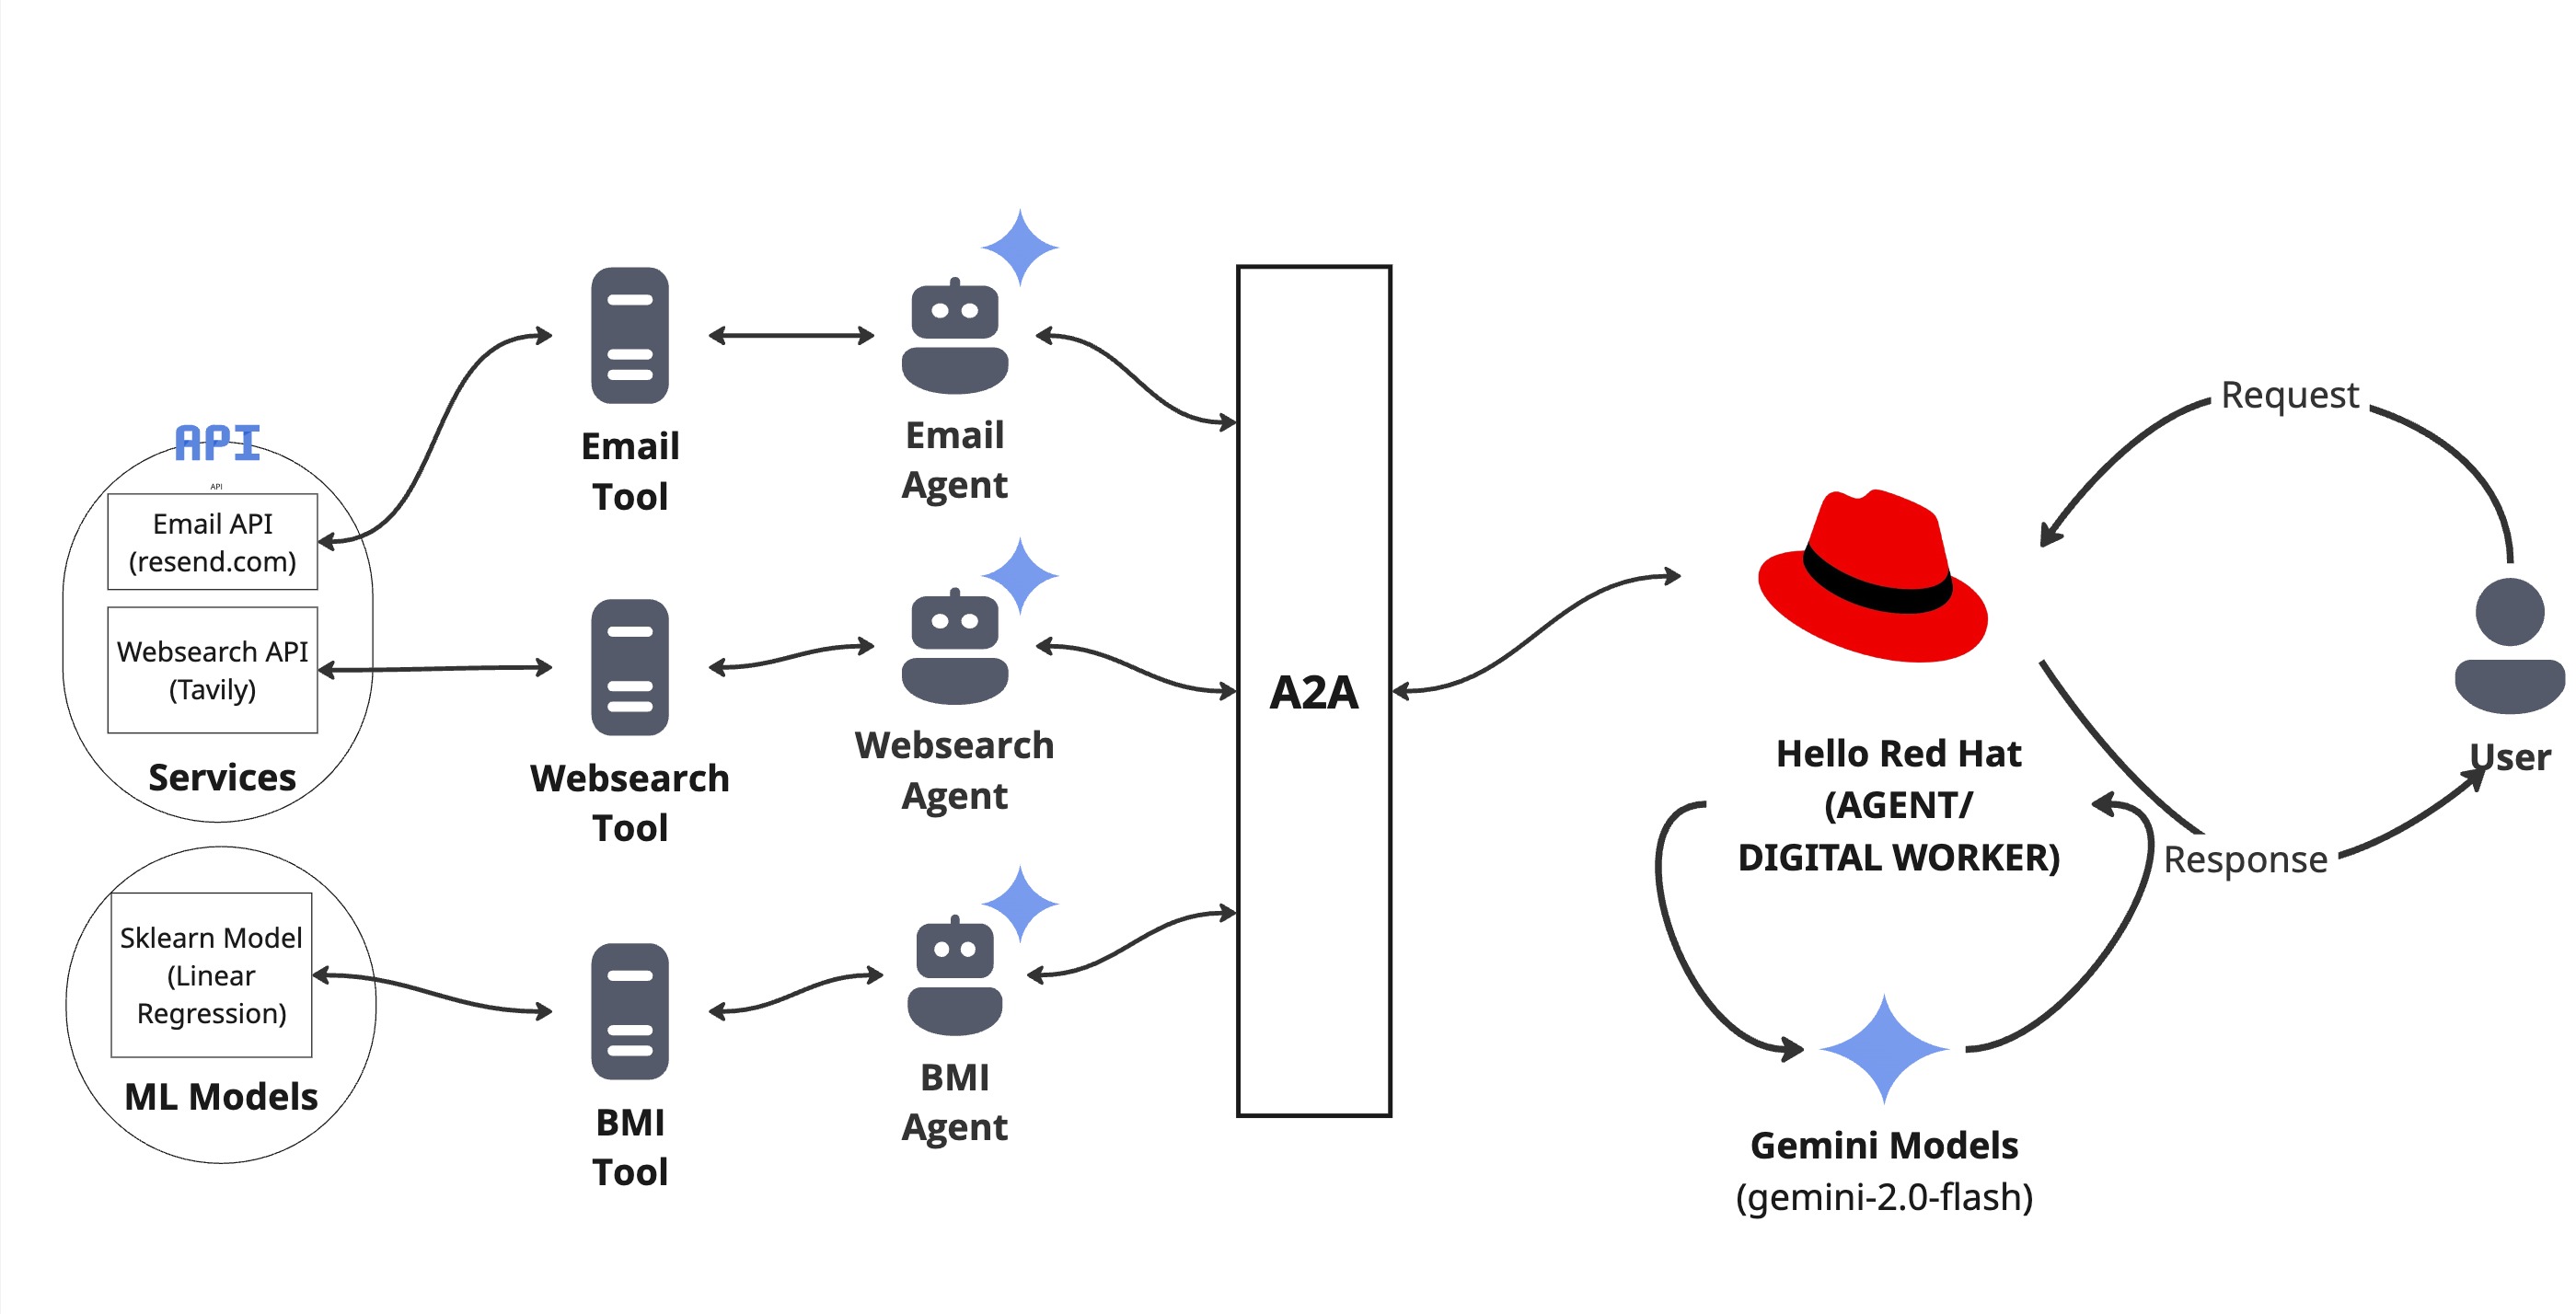 API
API
Email API
(resend.com)
Websearch API
(Tavily)
Services
Sklearn Model
(Linear
Regression)
ML Models
Email
Tool
Websearch
Tool
BMI
Tool
Email
Agent
Websearch
Agent
BMI
Agent
A2A
Hello Red Hat
(AGENT/
DIGITAL WORKER)
Gemini Models
(gemini-2.0-flash)
Request
User
Response